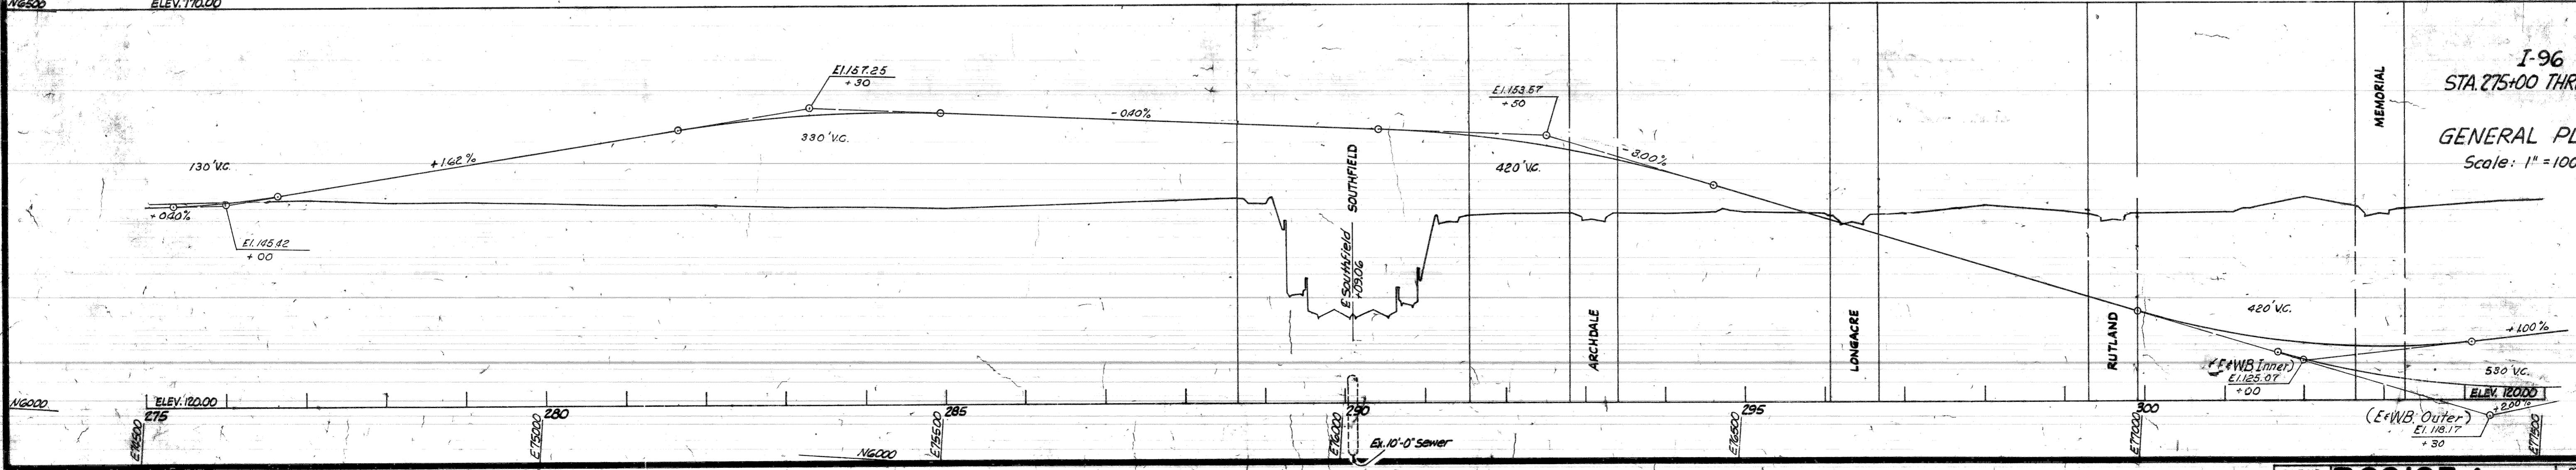 N6500
ELEV. 170.00
I-96
STA. 275+00 THR
GENERAL PL
Scale: 1" = 100
MEMORIAL
El. 157.25
+30
El. 153.57
+50
-0.40%
330' V.C.
130' V.C.
+1.62%
-3.00%
420' V.C.
SOUTHFIELD
+0.40%
El. 145.42
+00
℄ Southfield
+09.06
ARCHDALE
LONGACRE
RUTLAND
420' V.C.
+1.00%
(E&WB Inner)
El. 125.07
+00
530' V.C.
N6000
ELEV. 120.00
ELEV. 120.00
275
280
285
290
295
300
+2.00%
(E&WB Outer)
El. 118.17
+30
E74500
E75000
E75500
E76000
E76500
E77000
E77500
Ex. 10'-0" Sewer
N6000